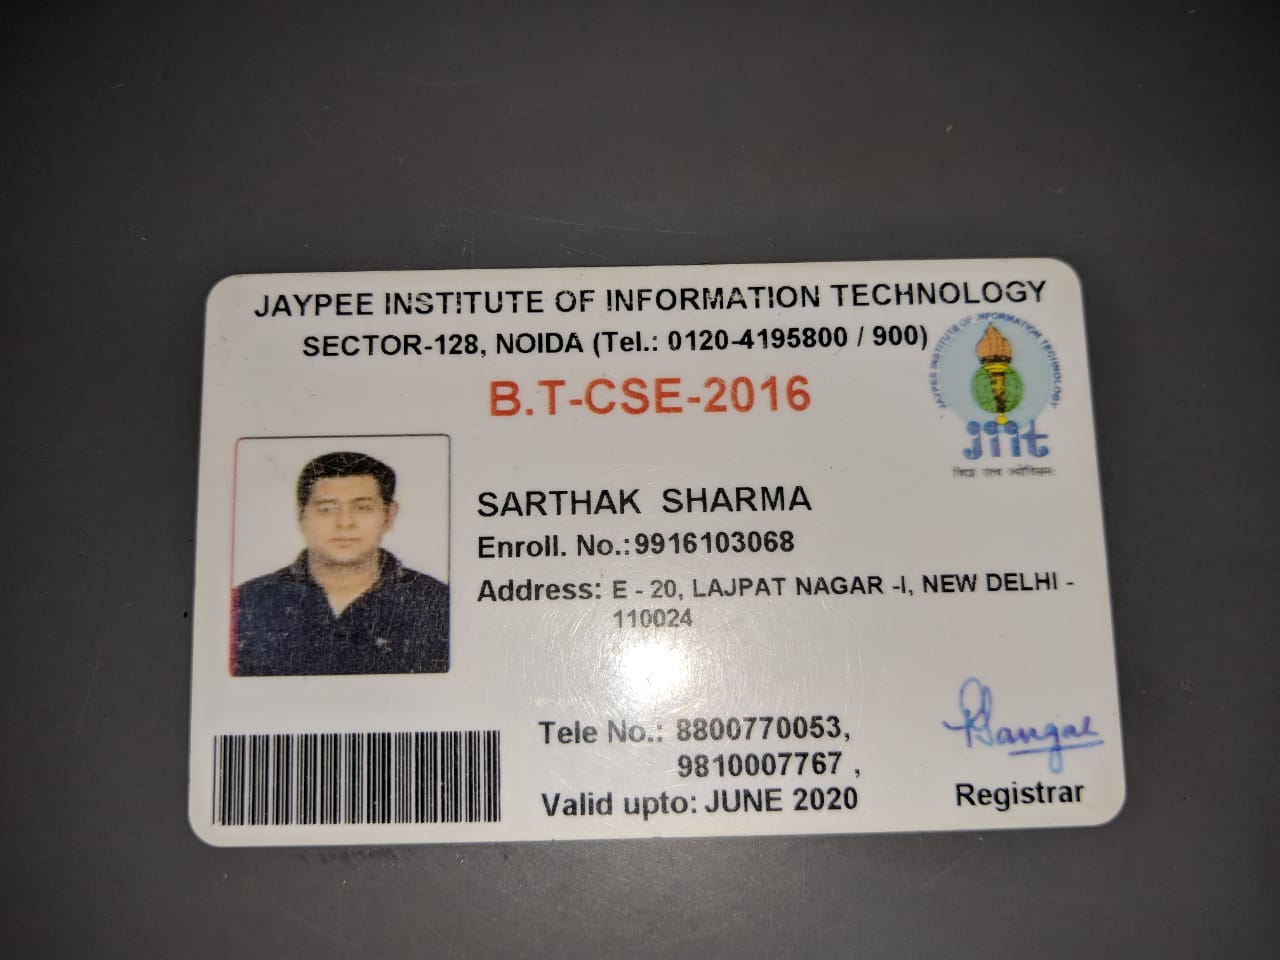 JAYPEE INSTITUTE OF INFORMATION TECHNOLOGY
SECTOR-128, NOIDA (Tel.: 0120-4195800 / 900)
B.T-CSE-2016
JAYPEE INSTITUTE OF INFORMATION TECHNOLOGY
jiit
विद्या तत्व ज्योतिसमः
SARTHAK SHARMA
Enroll. No.:9916103068
Address: E - 20, LAJPAT NAGAR -I, NEW DELHI -
110024
Tele No.: 8800770053,
9810007767 ,
Valid upto: JUNE 2020
Registrar